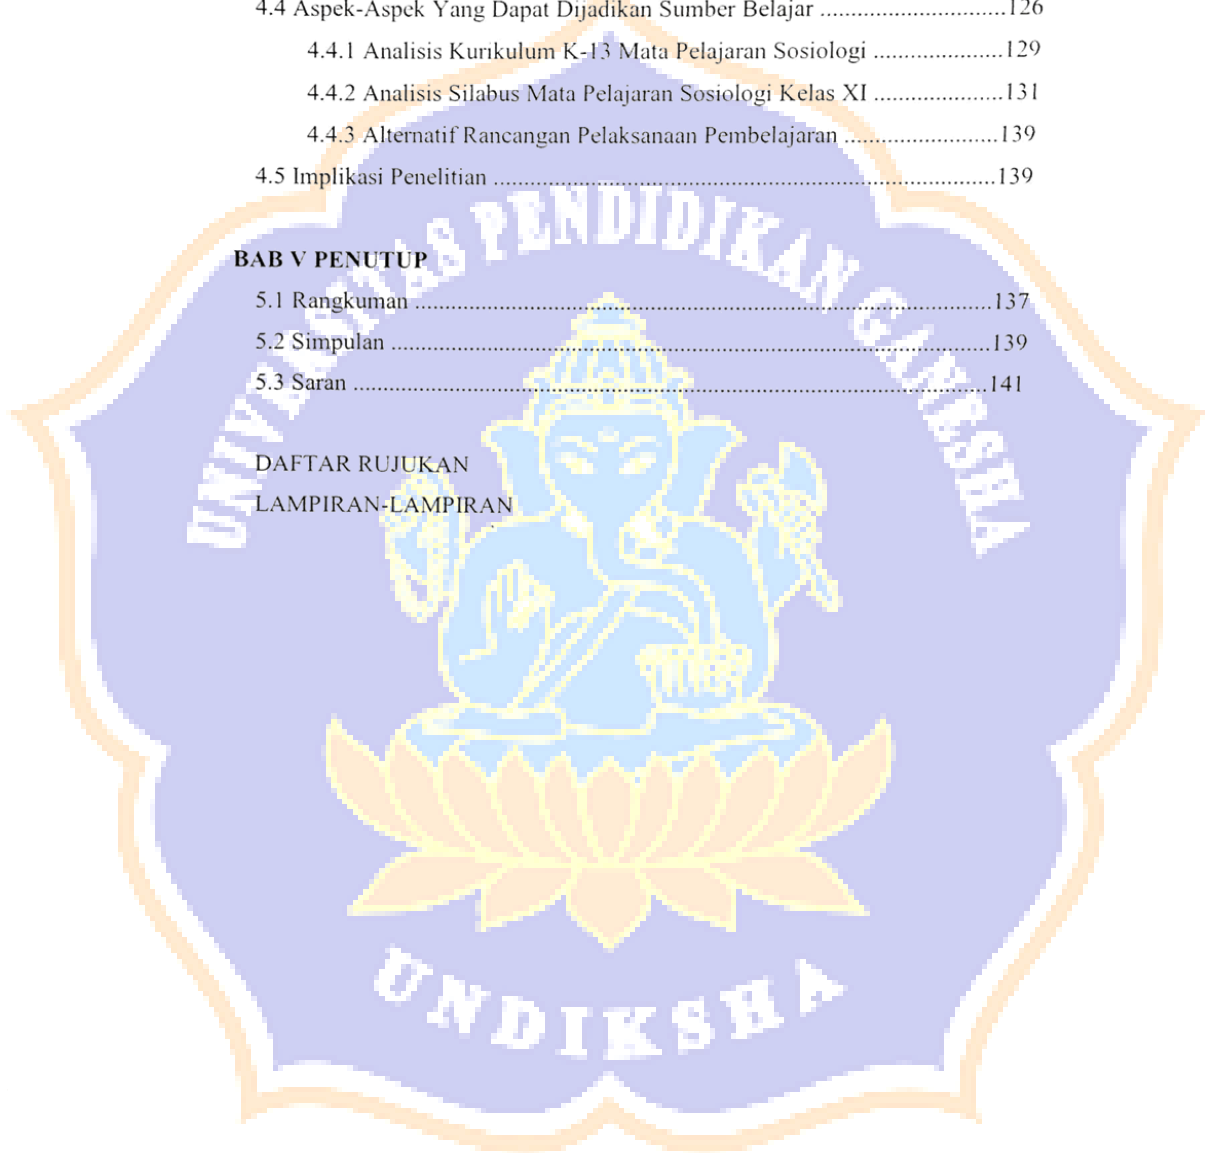 4.4 Aspek-Aspek Yang Dapat Dijadikan Sumber Belajar ..............................126
4.4.1 Analisis Kurikulum K-13 Mata Pelajaran Sosiologi .....................129
4.4.2 Analisis Silabus Mata Pelajaran Sosiologi Kelas XI .....................131
4.4.3 Alternatif Rancangan Pelaksanaan Pembelajaran .........................139
4.5 Implikasi Penelitian .................................................................................139
BAB V PENUTUP
5.1 Rangkuman .............................................................................................137
5.2 Simpulan .................................................................................................139
5.3 Saran .......................................................................................................141
DAFTAR RUJUKAN
LAMPIRAN-LAMPIRAN
UNIVERSITAS PENDIDIKAN GANESHA
UNDIKSHA